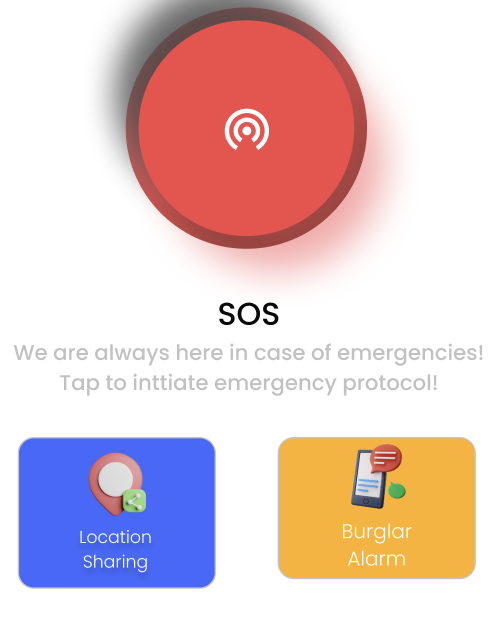 SOS
We are always here in case of emergencies!
Tap to inttiate emergency protocol!
Location
Sharing
Burglar
Alarm